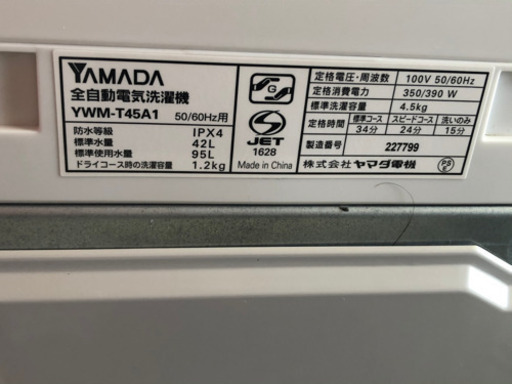 YAMADA
全自動電気洗濯機
YWM-T45A1 50/60Hz用
防水等級 IPX4
標準水量 42L
標準使用水量 95L
ドライコース時の洗濯容量 1.2kg
G
JET
1628
Made in China
定格電圧・周波数 100V 50/60Hz
定格消費電力 350/390 W
標準洗濯容量 4.5kg
定格時間 標準コース スピードコース 洗いのみ
34分 24分 15分
製造番号 227799
株式会社ヤマダ電機
PS
E